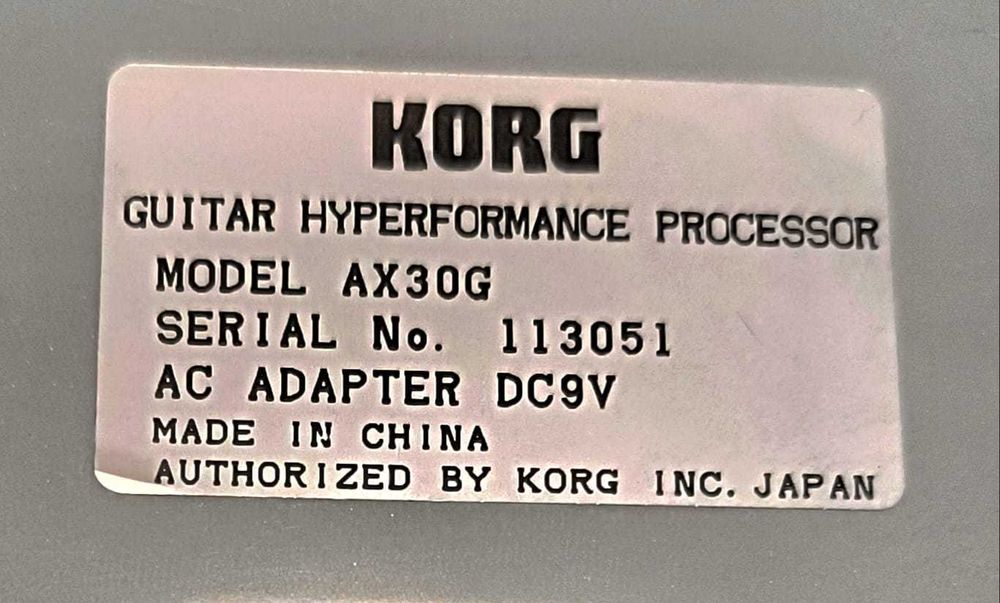 KORG
GUITAR HYPERFORMANCE PROCESSOR
MODEL AX30G
SERIAL No. 113051
AC ADAPTER DC9V
MADE IN CHINA
AUTHORIZED BY KORG INC. JAPAN